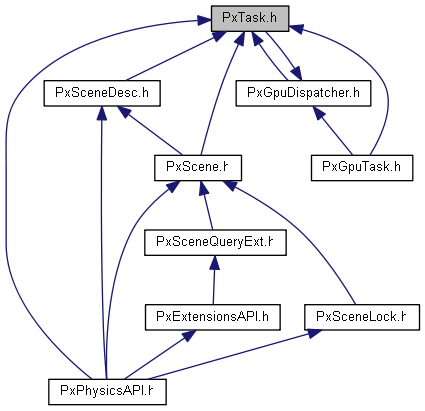 PxTask.h
PxSceneDesc.h
PxGpuDispatcher.h
PxScene.h
PxGpuTask.h
PxSceneQueryExt.h
PxExtensionsAPI.h
PxSceneLock.h
PxPhysicsAPI.h